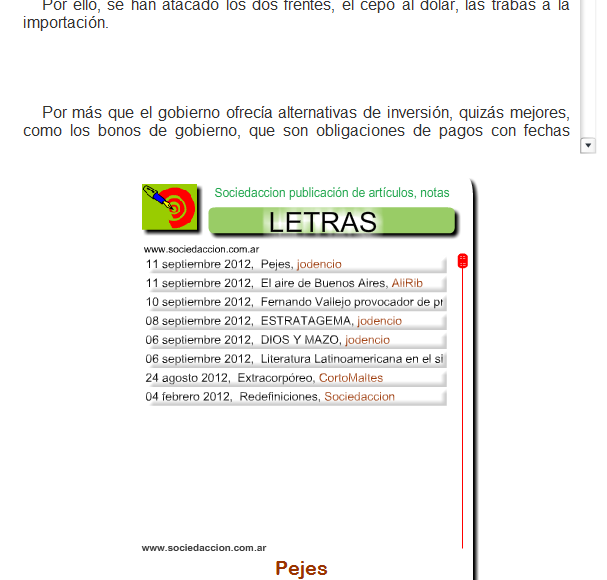 Por ello, se han atacado los dos frentes, el cepo al dólar, las trabas a la
importación.
Por más que el gobierno ofrecía alternativas de inversión, quizás mejores,
como los bonos de gobierno, que son obligaciones de pagos con fechas
Sociedaccion publicación de artículos, notas
LETRAS
www.sociedaccion.com.ar
11 septiembre 2012, Pejes, jodencio
11 septiembre 2012, El aire de Buenos Aires, AliRib
10 septiembre 2012, Fernando Vallejo provocador de
08 septiembre 2012, ESTRATAGEMA, jodencio
06 septiembre 2012, DIOS Y MAZO, jodencio
06 septiembre 2012, Literatura Latinoamericana en el
24 agosto 2012, Extracorpóreo, CortoMaltes
04 febrero 2012, Redefiniciones, Sociedaccion
www.sociedaccion.com.ar
Pejes